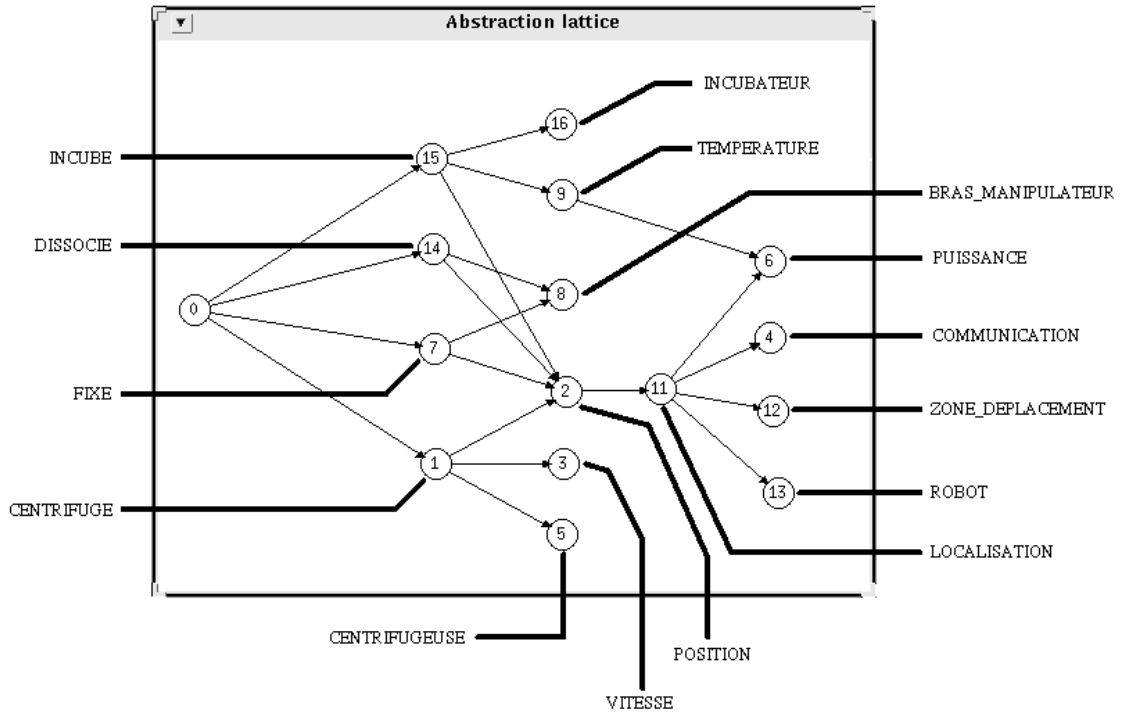 Abstraction lattice
INCUBATEUR
16
INCUBE
15
TEMPERATURE
9
BRAS_MANIPULATEUR
DISSOCIE
14
6
PUISSANCE
8
0
4
COMMUNICATION
7
FIXE
2
11
12
ZONE_DEPLACEMENT
1
3
13
ROBOT
CENTRIFUGE
5
LOCALISATION
CENTRIFUGEUSE
POSITION
VITESSE